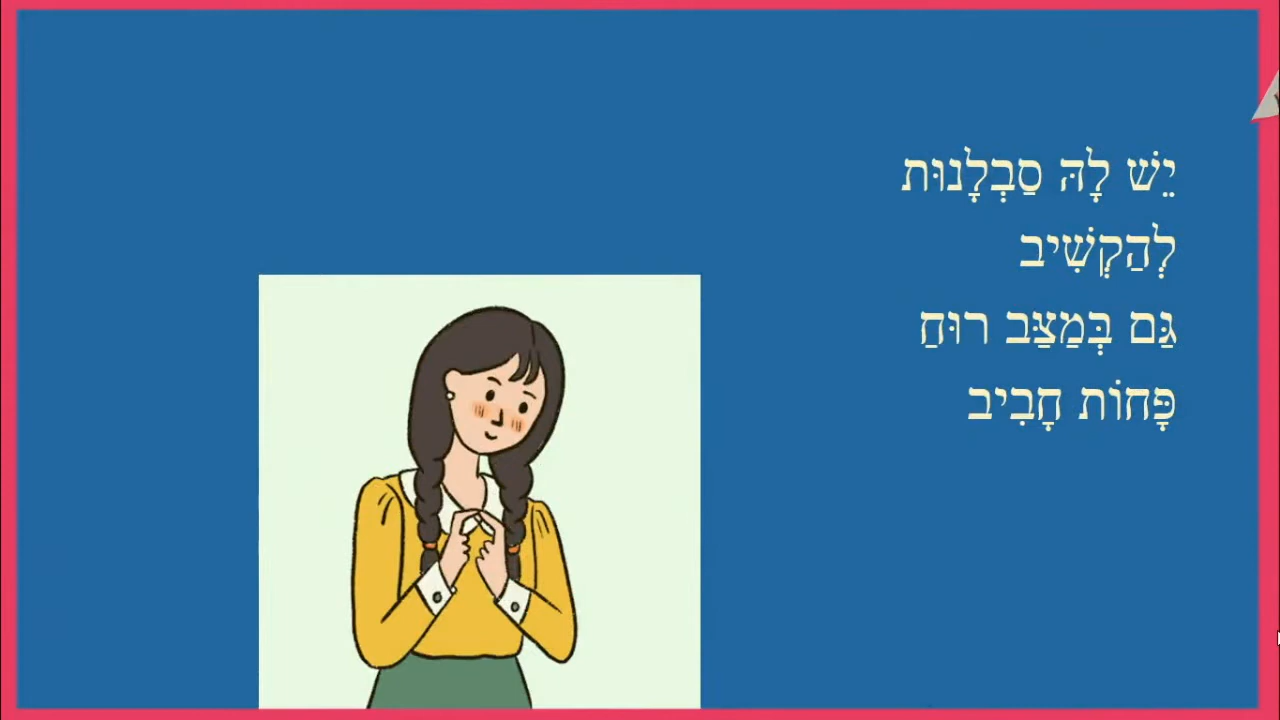 יֵשׁ לָהּ סַבְלָנוּת
לְהַקְשִׁיב
גַּם בְּמַצַּב רוּחַ
פָּחוֹת חָבִיב